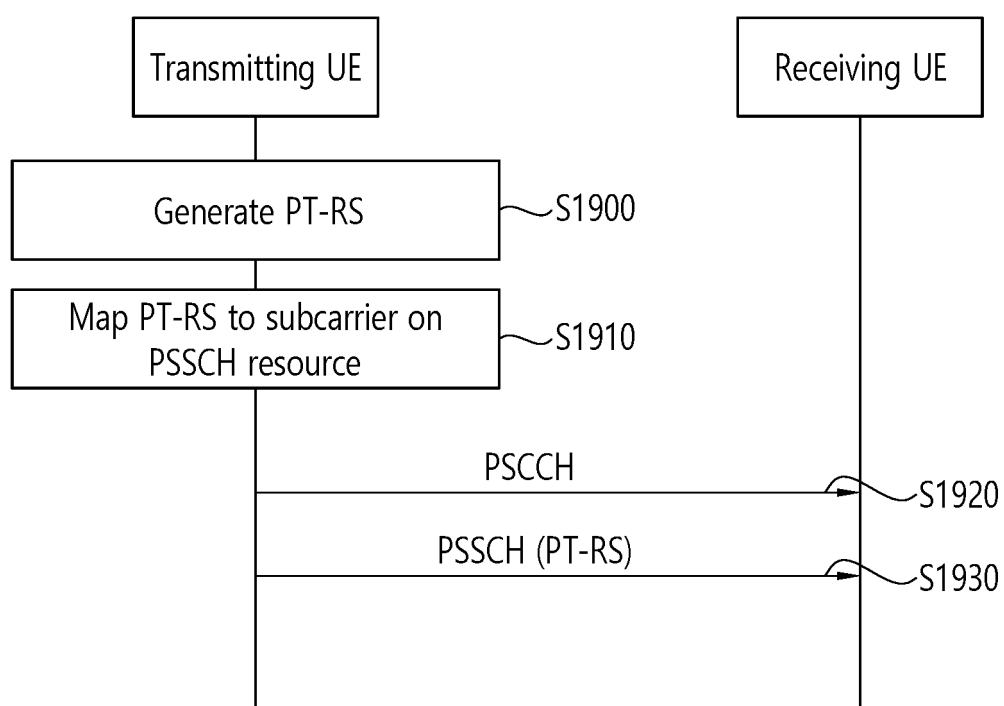 Transmitting UE
Receiving UE
Generate PT-RS
S1900
Map PT-RS to subcarrier on
PSSCH resource
S1910
PSCCH
S1920
PSSCH (PT-RS)
S1930